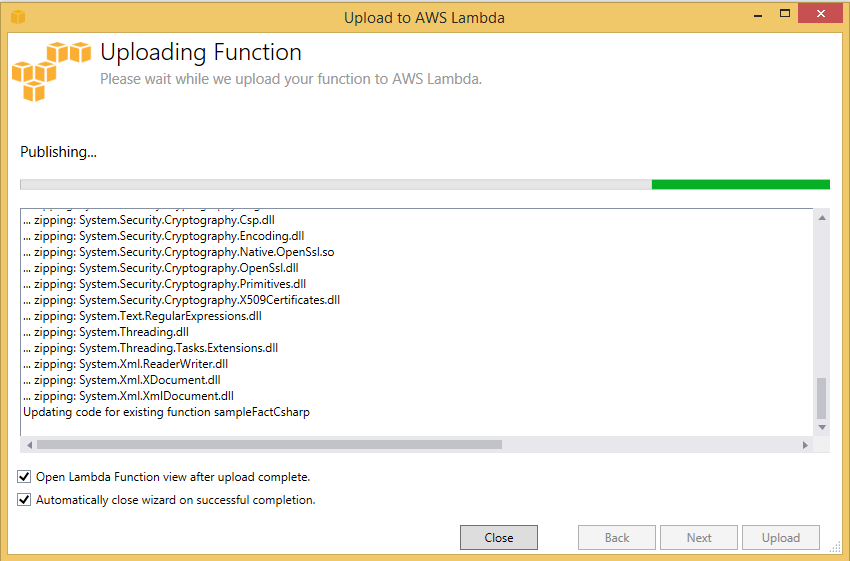 Upload to AWS Lambda
Uploading Function
Please wait while we upload your function to AWS Lambda.
Publishing...
... zipping: System.Security.Cryptography.Csp.dll
... zipping: System.Security.Cryptography.Encoding.dll
... zipping: System.Security.Cryptography.Native.OpenSsl.so
... zipping: System.Security.Cryptography.OpenSsl.dll
... zipping: System.Security.Cryptography.Primitives.dll
... zipping: System.Security.Cryptography.X509Certificates.dll
... zipping: System.Text.RegularExpressions.dll
... zipping: System.Threading.dll
... zipping: System.Threading.Tasks.Extensions.dll
... zipping: System.Xml.ReaderWriter.dll
... zipping: System.Xml.XDocument.dll
... zipping: System.Xml.XmlDocument.dll
Updating code for existing function sampleFactCsharp
Open Lambda Function view after upload complete.
Automatically close wizard on successful completion.
Close Back Next Upload